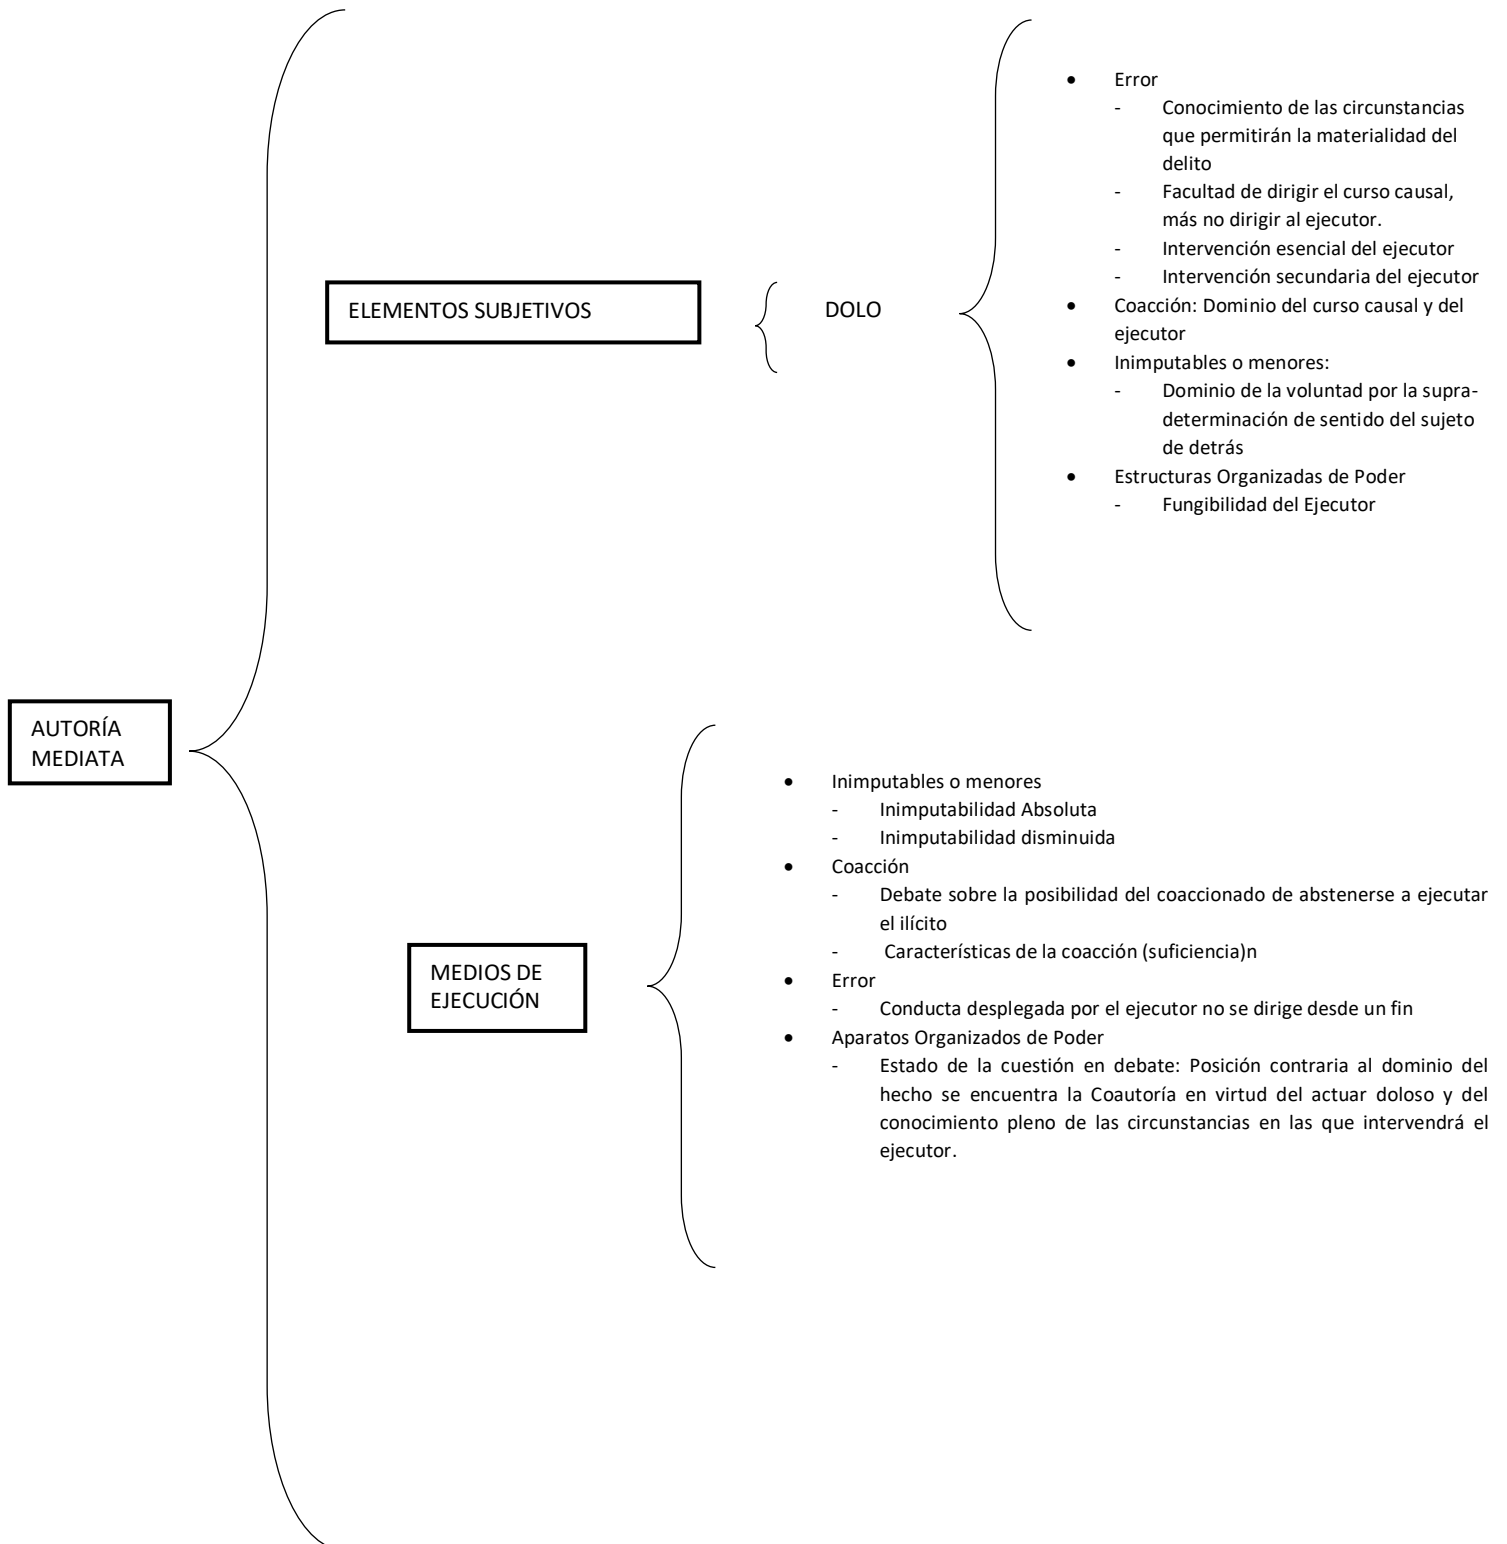 AUTORÍA
MEDIATA
ELEMENTOS SUBJETIVOS
DOLO
• Error
- Conocimiento de las circunstancias
que permitirán la materialidad del
delito
- Facultad de dirigir el curso causal,
más no dirigir al ejecutor.
- Intervención esencial del ejecutor
- Intervención secundaria del ejecutor
• Coacción: Dominio del curso causal y del
ejecutor
• Inimputables o menores:
- Dominio de la voluntad por la supra-
determinación de sentido del sujeto
de detrás
• Estructuras Organizadas de Poder
- Fungibilidad del Ejecutor
MEDIOS DE
EJECUCIÓN
• Inimputables o menores
- Inimputabilidad Absoluta
- Inimputabilidad disminuida
• Coacción
- Debate sobre la posibilidad del coaccionado de abstenerse a ejecutar
el ilícito
- Características de la coacción (suficiencia)n
• Error
- Conducta desplegada por el ejecutor no se dirige desde un fin
• Aparatos Organizados de Poder
- Estado de la cuestión en debate: Posición contraria al dominio del
hecho se encuentra la Coautoría en virtud del actuar doloso y del
conocimiento pleno de las circunstancias en las que intervendrá el
ejecutor.